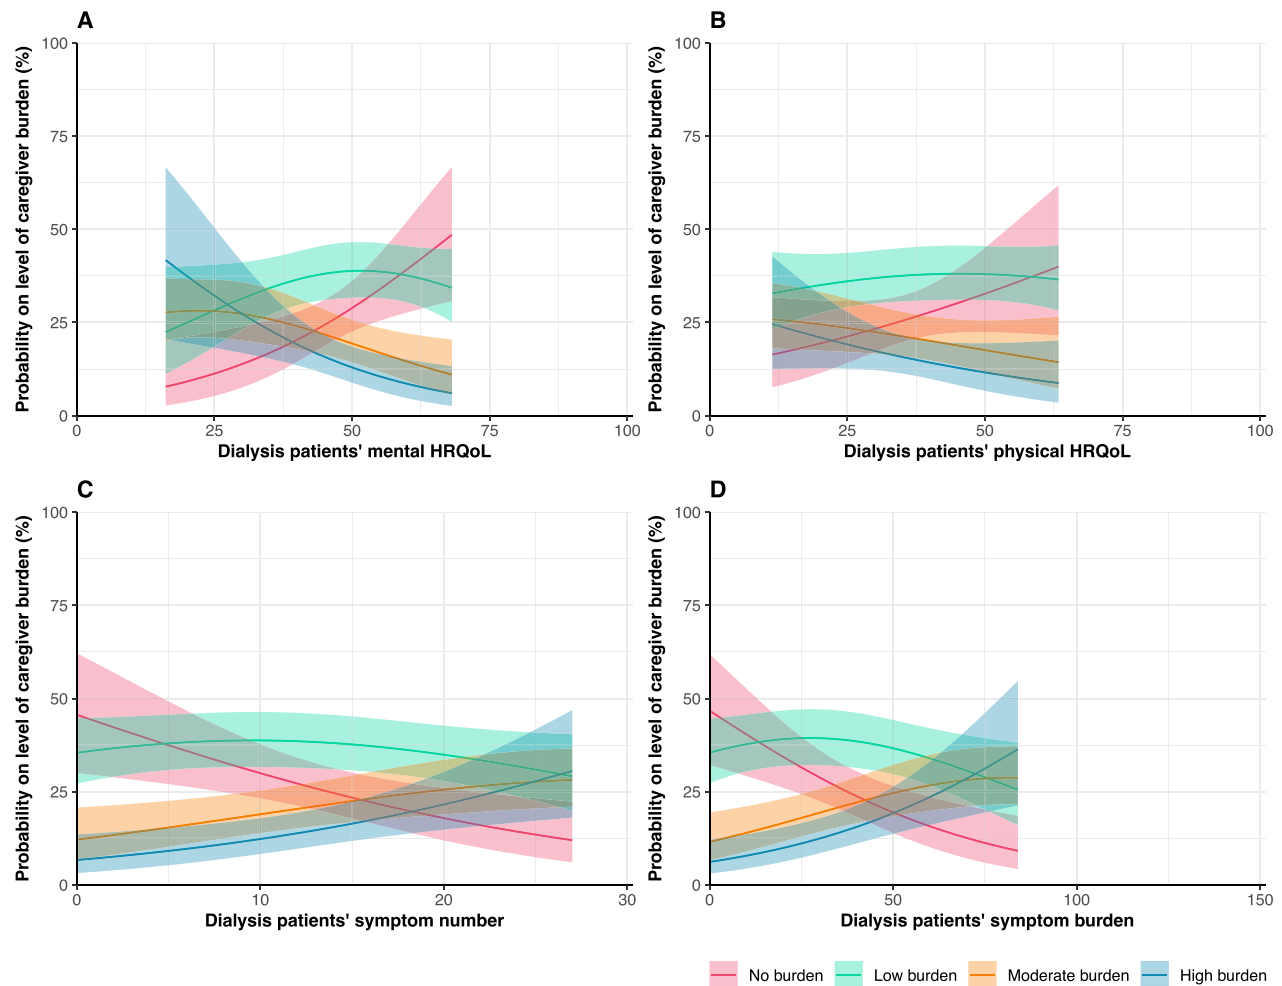 A
Probability on level of caregiver burden (%)
100
75
50
25
0
0 25 50 75 100
Dialysis patients' mental HRQoL
B
Probability on level of caregiver burden (%)
100
75
50
25
0
0 25 50 75 100
Dialysis patients' physical HRQoL
C
Probability on level of caregiver burden (%)
100
75
50
25
0
0 10 20 30
Dialysis patients' symptom number
D
Probability on level of caregiver burden (%)
100
75
50
25
0
0 50 100 150
Dialysis patients' symptom burden
No burden Low burden Moderate burden High burden